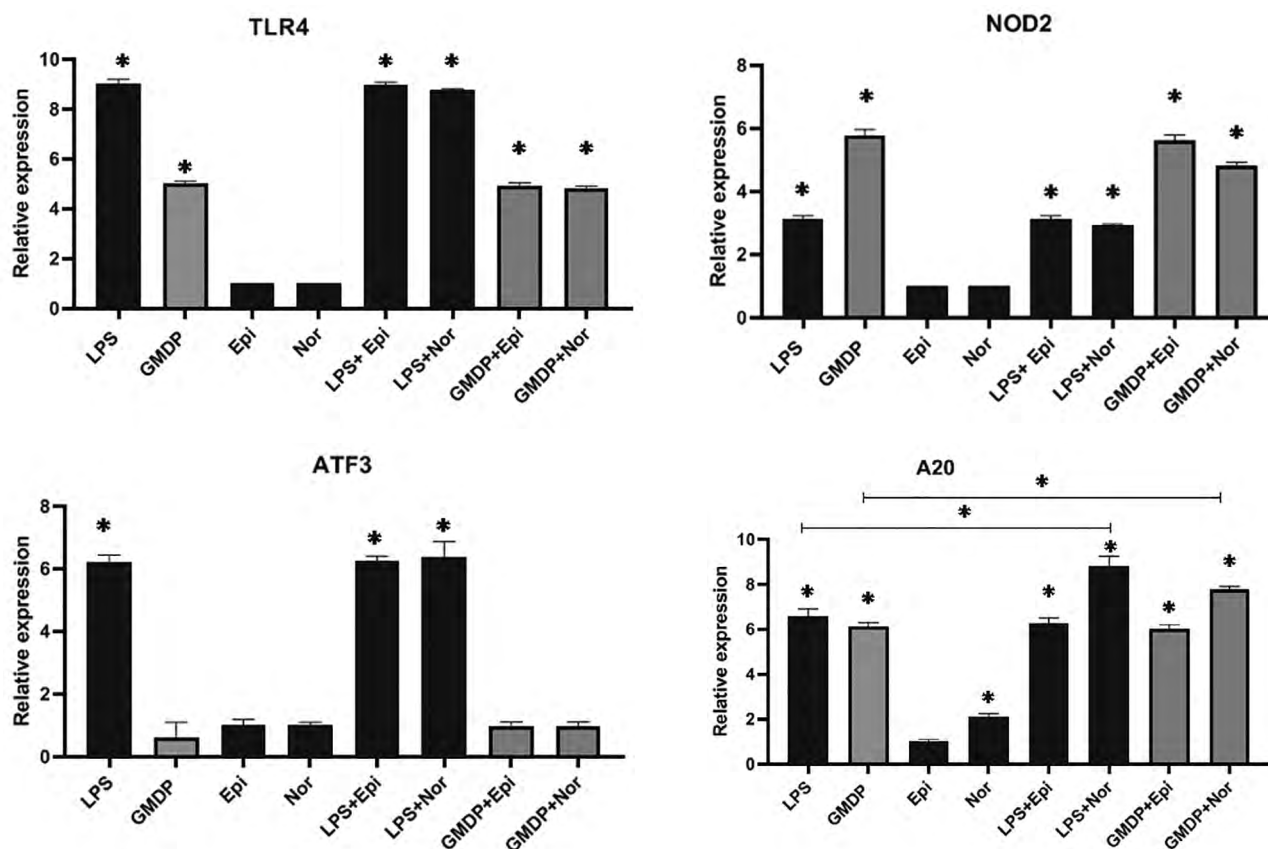 TLR4
*
*
*
*
*
*
10
8
6
4
2
0
Relative expression
LPS
GMDP
Epi
Nor
LPS+ Epi
LPS+Nor
GMDP+Epi
GMDP+Nor
NOD2
*
*
*
*
*
*
8
6
4
2
0
Relative expression
LPS
GMDP
Epi
Nor
LPS+ Epi
LPS+Nor
GMDP+Epi
GMDP+Nor
ATF3
*
*
*
8
6
4
2
0
Relative expression
LPS
GMDP
Epi
Nor
LPS+Epi
LPS+Nor
GMDP+Epi
GMDP+Nor
A20
*
*
*
*
*
*
*
*
*
10
8
6
4
2
0
Relative expression
LPS
GMDP
Epi
Nor
LPS+Epi
LPS+Nor
GMDP+Epi
GMDP+Nor